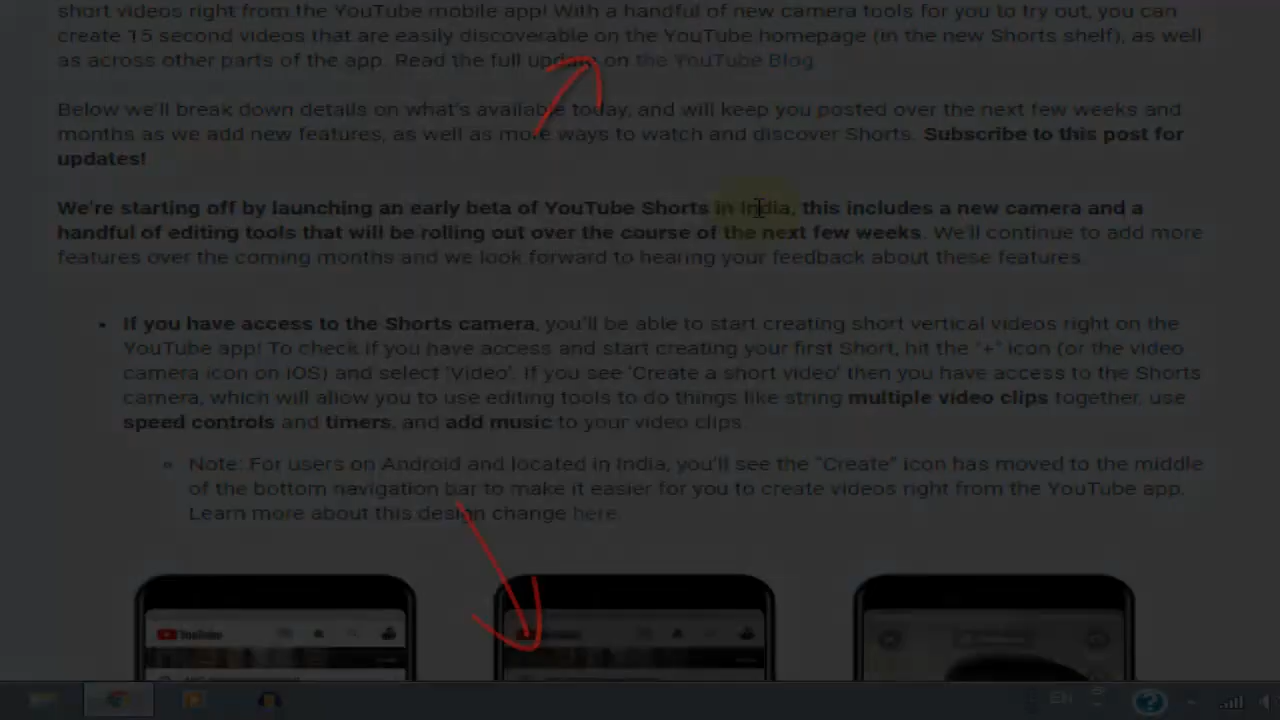 short videos right from the YouTube mobile app! With a handful of new camera tools for you to try out, you can
create 15 second videos that are easily discoverable on the YouTube homepage (in the new Shorts shelf), as well
as across other parts of the app. Read the full update on the YouTube Blog.
Below we'll break down details on what's available today, and will keep you posted over the next few weeks and
months as we add new features, as well as more ways to watch and discover Shorts. Subscribe to this post for
updates!
We're starting off by launching an early beta of YouTube Shorts in India, this includes a new camera and a
handful of editing tools that will be rolling out over the course of the next few weeks. We'll continue to add more
features over the coming months and we look forward to hearing your feedback about these features.
• If you have access to the Shorts camera, you'll be able to start creating short vertical videos right on the
YouTube app! To check if you have access and start creating your first Short, hit the "+" icon (or the video
camera icon on iOS) and select 'Video'. If you see 'Create a short video' then you have access to the Shorts
camera, which will allow you to use editing tools to do things like string multiple video clips together, use
speed controls and timers, and add music to your video clips.
Note: For users on Android and located in India, you'll see the "Create" icon has moved to the middle
of the bottom navigation bar to make it easier for you to create videos right from the YouTube app.
Learn more about this design change here.
YouTube
EN